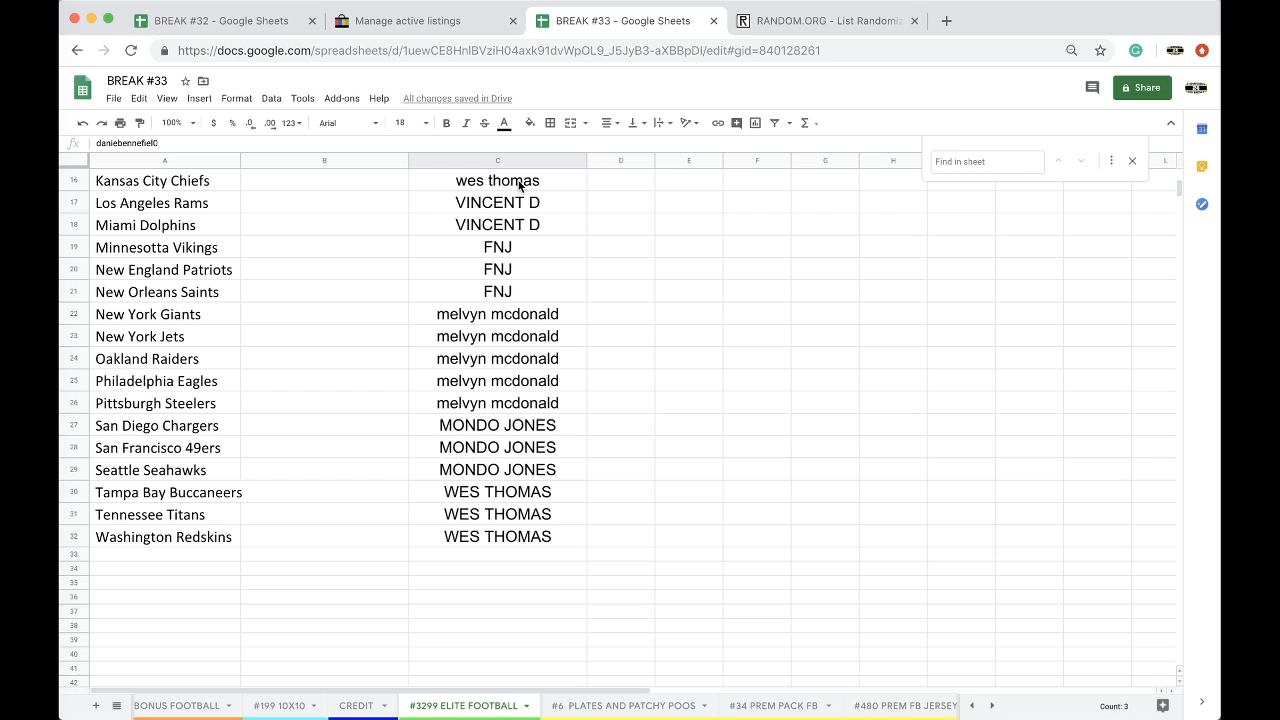 BREAK #32 - Google Sheets
Manage active listings
BREAK #33 - Google Sheets
RANDOM.ORG - List Randomiz
https://docs.google.com/spreadsheets/d/1uewCE8HnIBVziH04axk91dvWpOL9_J5JyB3-aXBBpDI/edit#gid=840128261
BREAK #33
File Edit View Insert Format Data Tools Add-ons Help All changes saved in Drive
Share
100% $ % .0 .00 123 Arial 18 B I S A
fx daniebennefiel0
Find in sheet
A B C D E F G H L
16 Kansas City Chiefs wes thomas
17 Los Angeles Rams VINCENT D
18 Miami Dolphins VINCENT D
19 Minnesotta Vikings FNJ
20 New England Patriots FNJ
21 New Orleans Saints FNJ
22 New York Giants melvyn mcdonald
23 New York Jets melvyn mcdonald
24 Oakland Raiders melvyn mcdonald
25 Philadelphia Eagles melvyn mcdonald
26 Pittsburgh Steelers melvyn mcdonald
27 San Diego Chargers MONDO JONES
28 San Francisco 49ers MONDO JONES
29 Seattle Seahawks MONDO JONES
30 Tampa Bay Buccaneers WES THOMAS
31 Tennessee Titans WES THOMAS
32 Washington Redskins WES THOMAS
33
34
35
36
37
38
39
40
41
42
BONUS FOOTBALL #199 10X10 CREDIT #3299 ELITE FOOTBALL #6 PLATES AND PATCHY POOS #34 PREM PACK FB #480 PREM FB JERSEY Count: 3